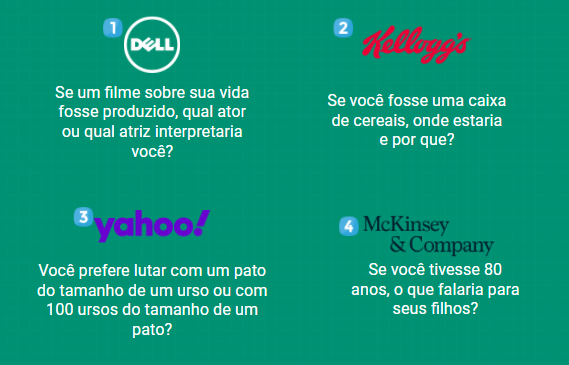 1
DELL
Se um filme sobre sua vida
fosse produzido, qual ator
ou qual atriz interpretaria
você?
2
Kellogg's
Se você fosse uma caixa
de cereais, onde estaria
e por que?
3
yahoo!
Você prefere lutar com um pato
do tamanho de um urso ou com
100 ursos do tamanho de um
pato?
4
McKinsey
& Company
Se você tivesse 80
anos, o que falaria para
seus filhos?